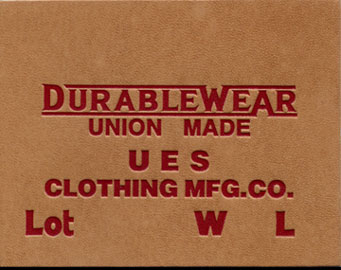 DURABLEWEAR
UNION MADE
UES
CLOTHING MFG.CO.
Lot W L